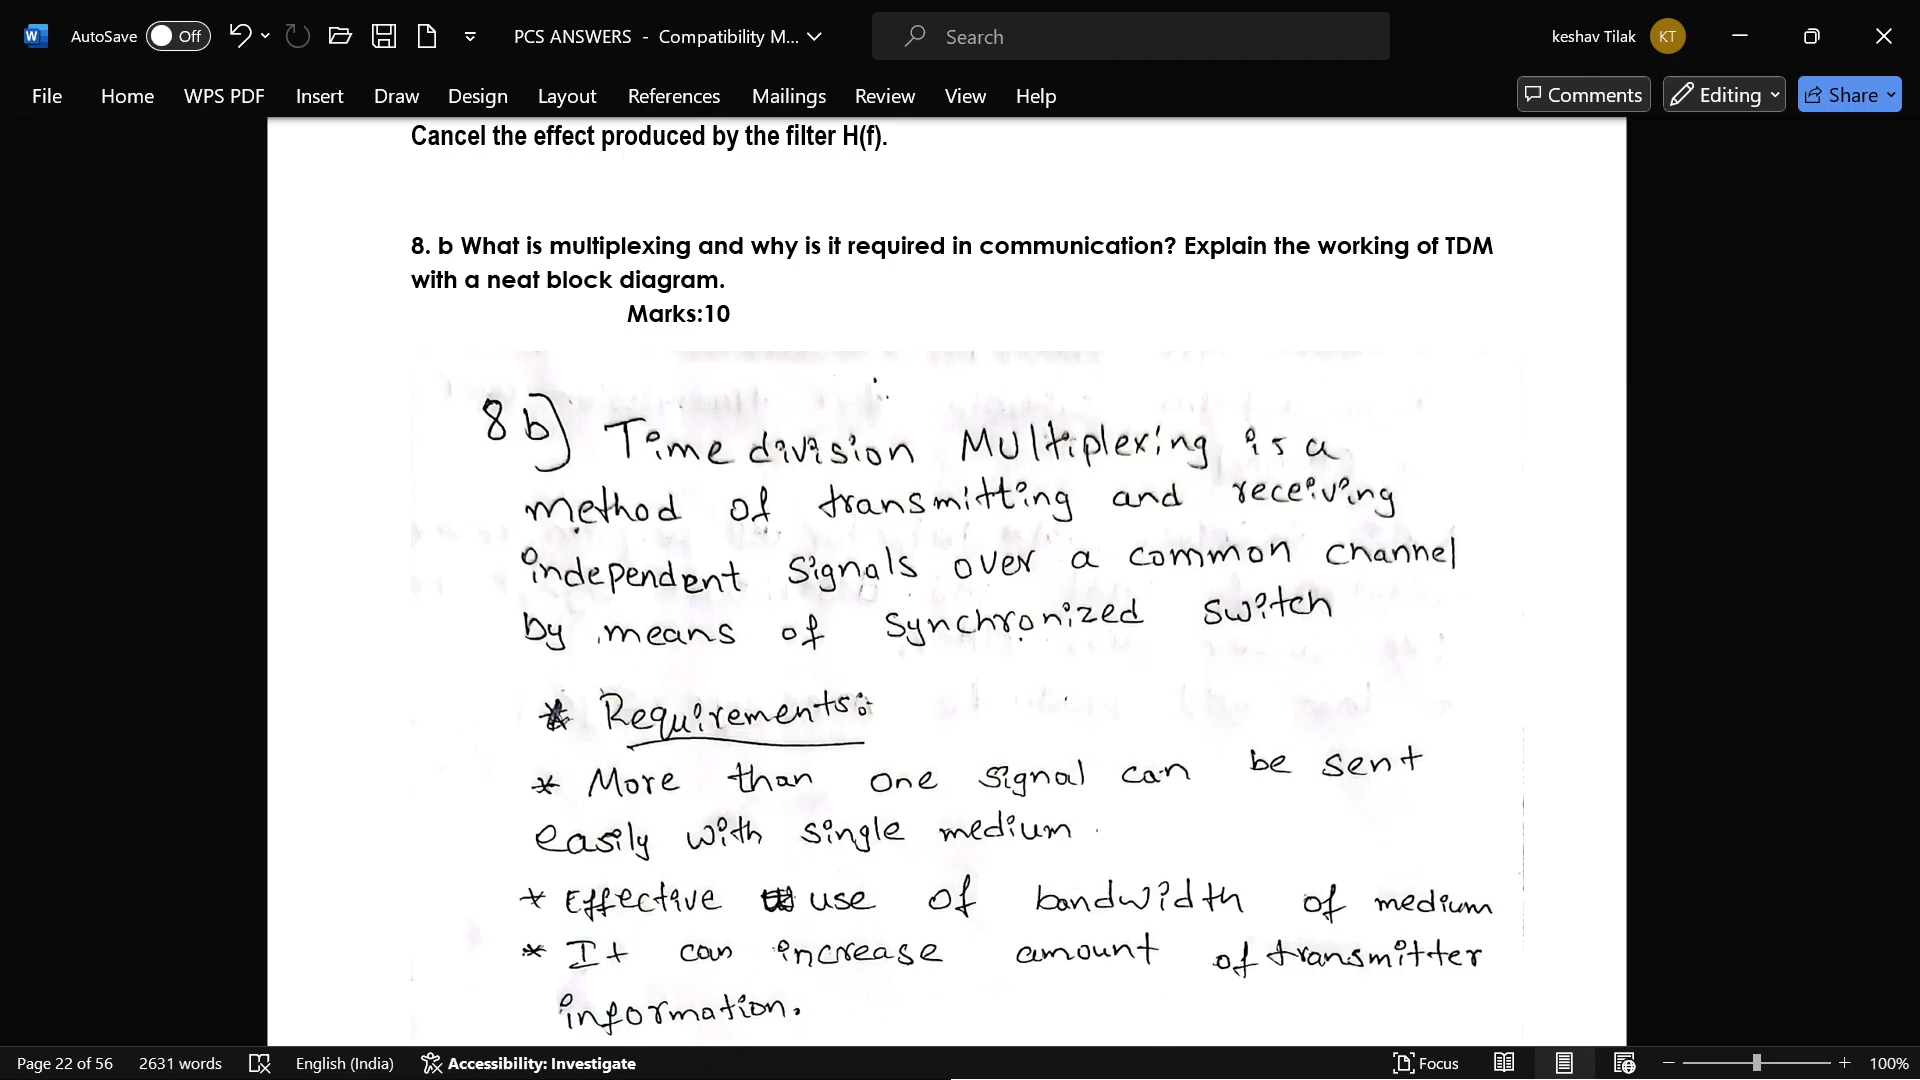 AutoSave Off PCS ANSWERS - Compatibility M... Search keshav Tilak KT
File Home WPS PDF Insert Draw Design Layout References Mailings Review View Help Comments Editing Share
Cancel the effect produced by the filter H(f).
8. b What is multiplexing and why is it required in communication? Explain the working of TDM
with a neat block diagram.
Marks:10
8 b) Time division Multiplexing is a
method of transmitting and receiving
independent signals over a common channel
by means of synchronized switch
* Requirements:
* More than one signal can be sent
easily with single medium.
* Effective use of bandwidth of medium
* It can increase amount of transmitter
information.
Page 22 of 56 2631 words English (India) Accessibility: Investigate Focus 100%